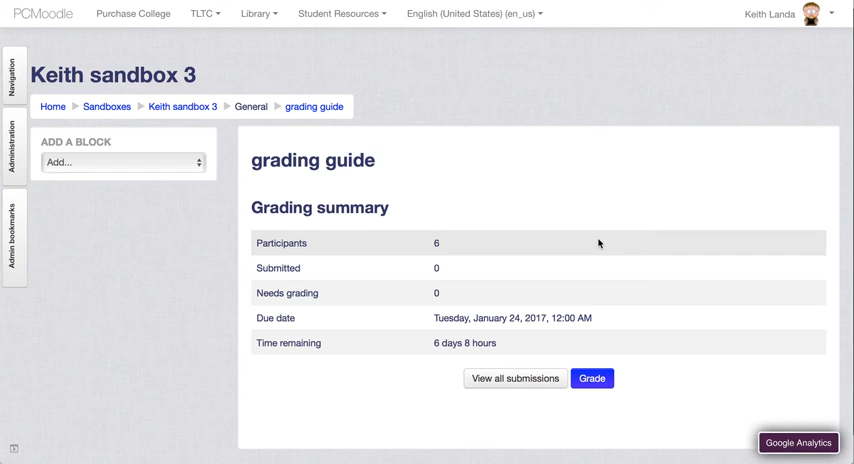 PCMoodle Purchase College TLTC Library Student Resources English (United States) (en_us) Keith Landa
Navigation
Administration
Admin bookmarks
Keith sandbox 3
Home Sandboxes Keith sandbox 3 General grading guide
ADD A BLOCK
Add...
grading guide
Grading summary
Participants 6
Submitted 0
Needs grading 0
Due date Tuesday, January 24, 2017, 12:00 AM
Time remaining 6 days 8 hours
View all submissions Grade
Google Analytics